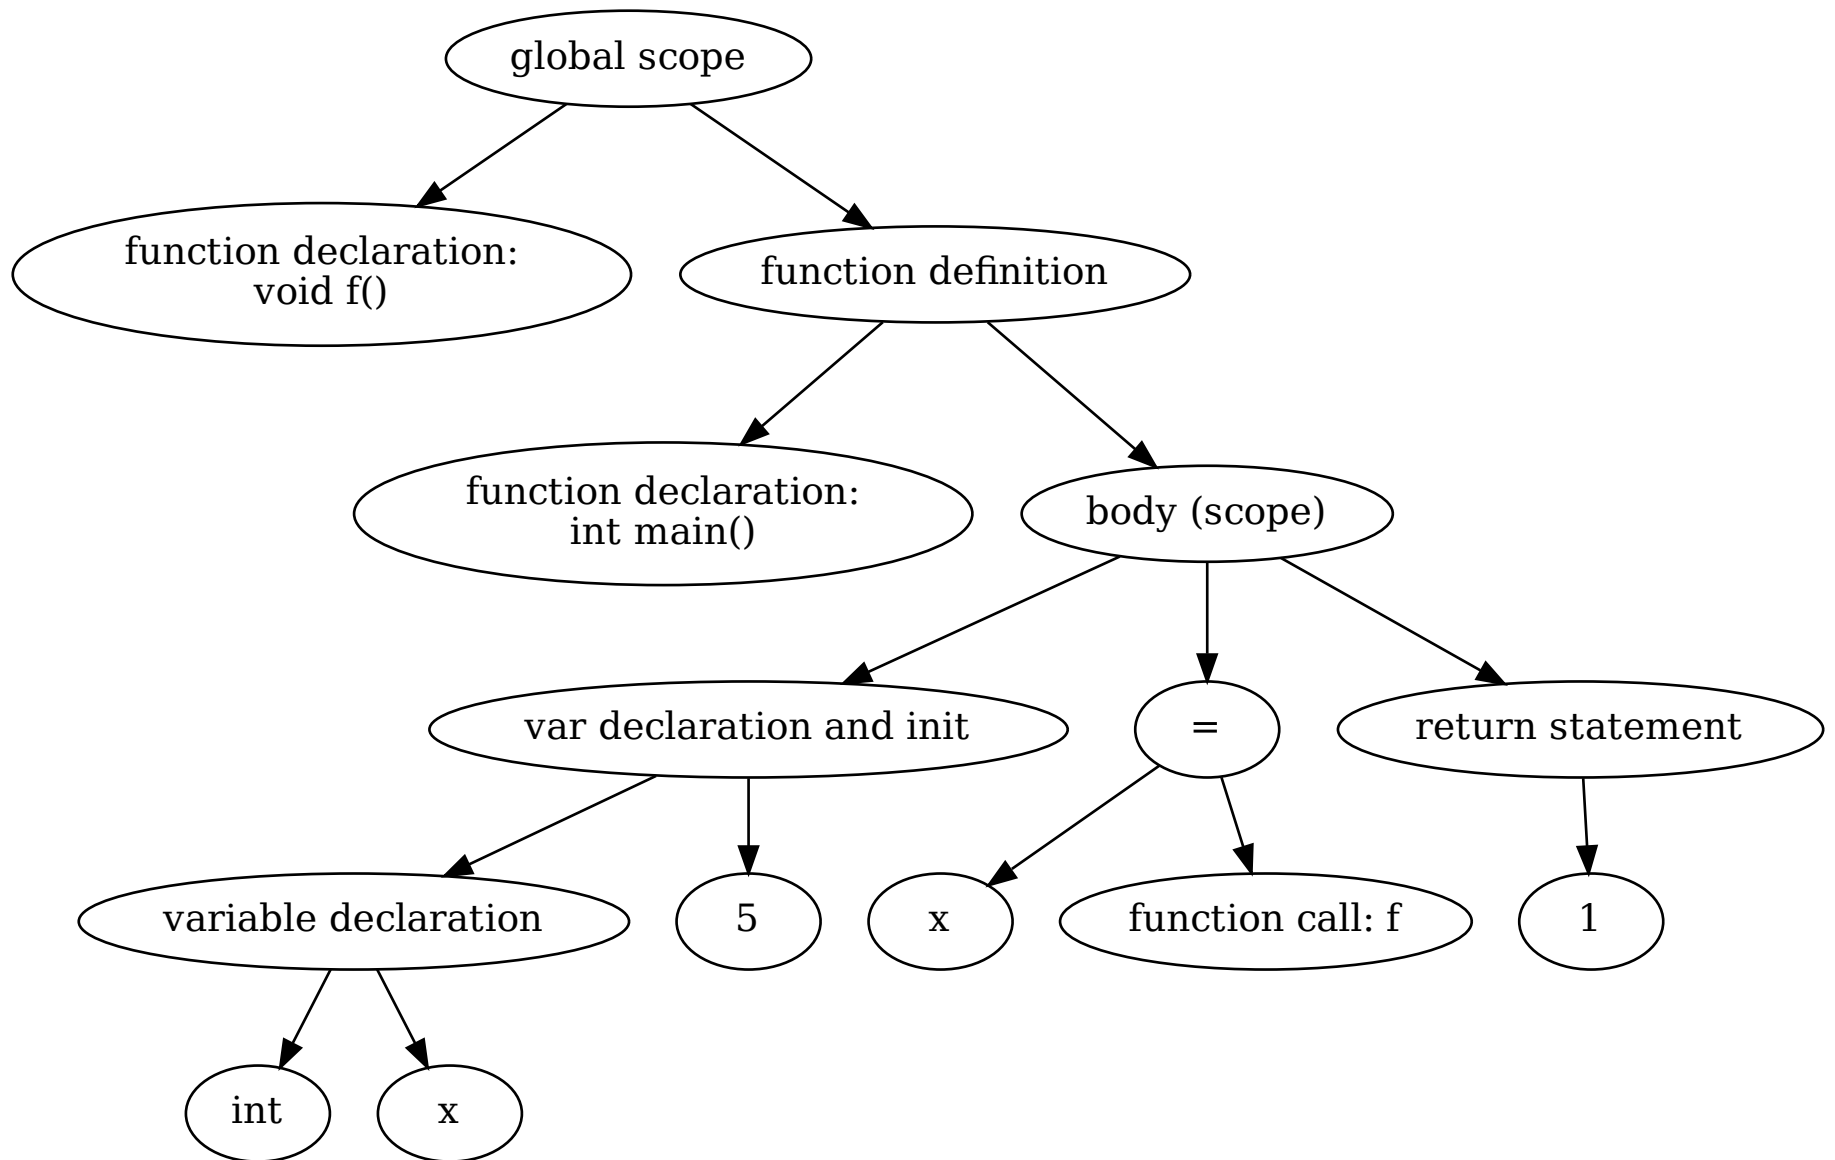 global scope
function declaration:
void f()
function definition
function declaration:
int main()
body (scope)
var declaration and init
=
return statement
variable declaration
5
x
function call: f
1
int
x